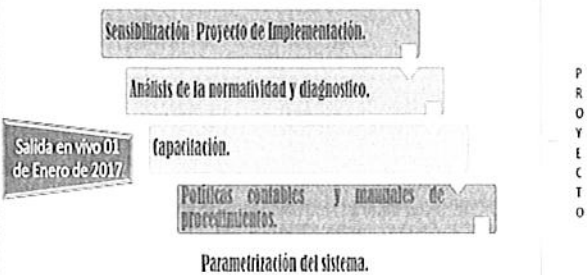 Sensibilización Proyecto de Implementación.
Análisis de la normatividad y diagnostico.
Salida en vivo 01
de Enero de 2017
Capacitación.
Políticas contables y manuales de
procedimientos.
Parametrización del sistema.
P
R
O
Y
E
C
T
O